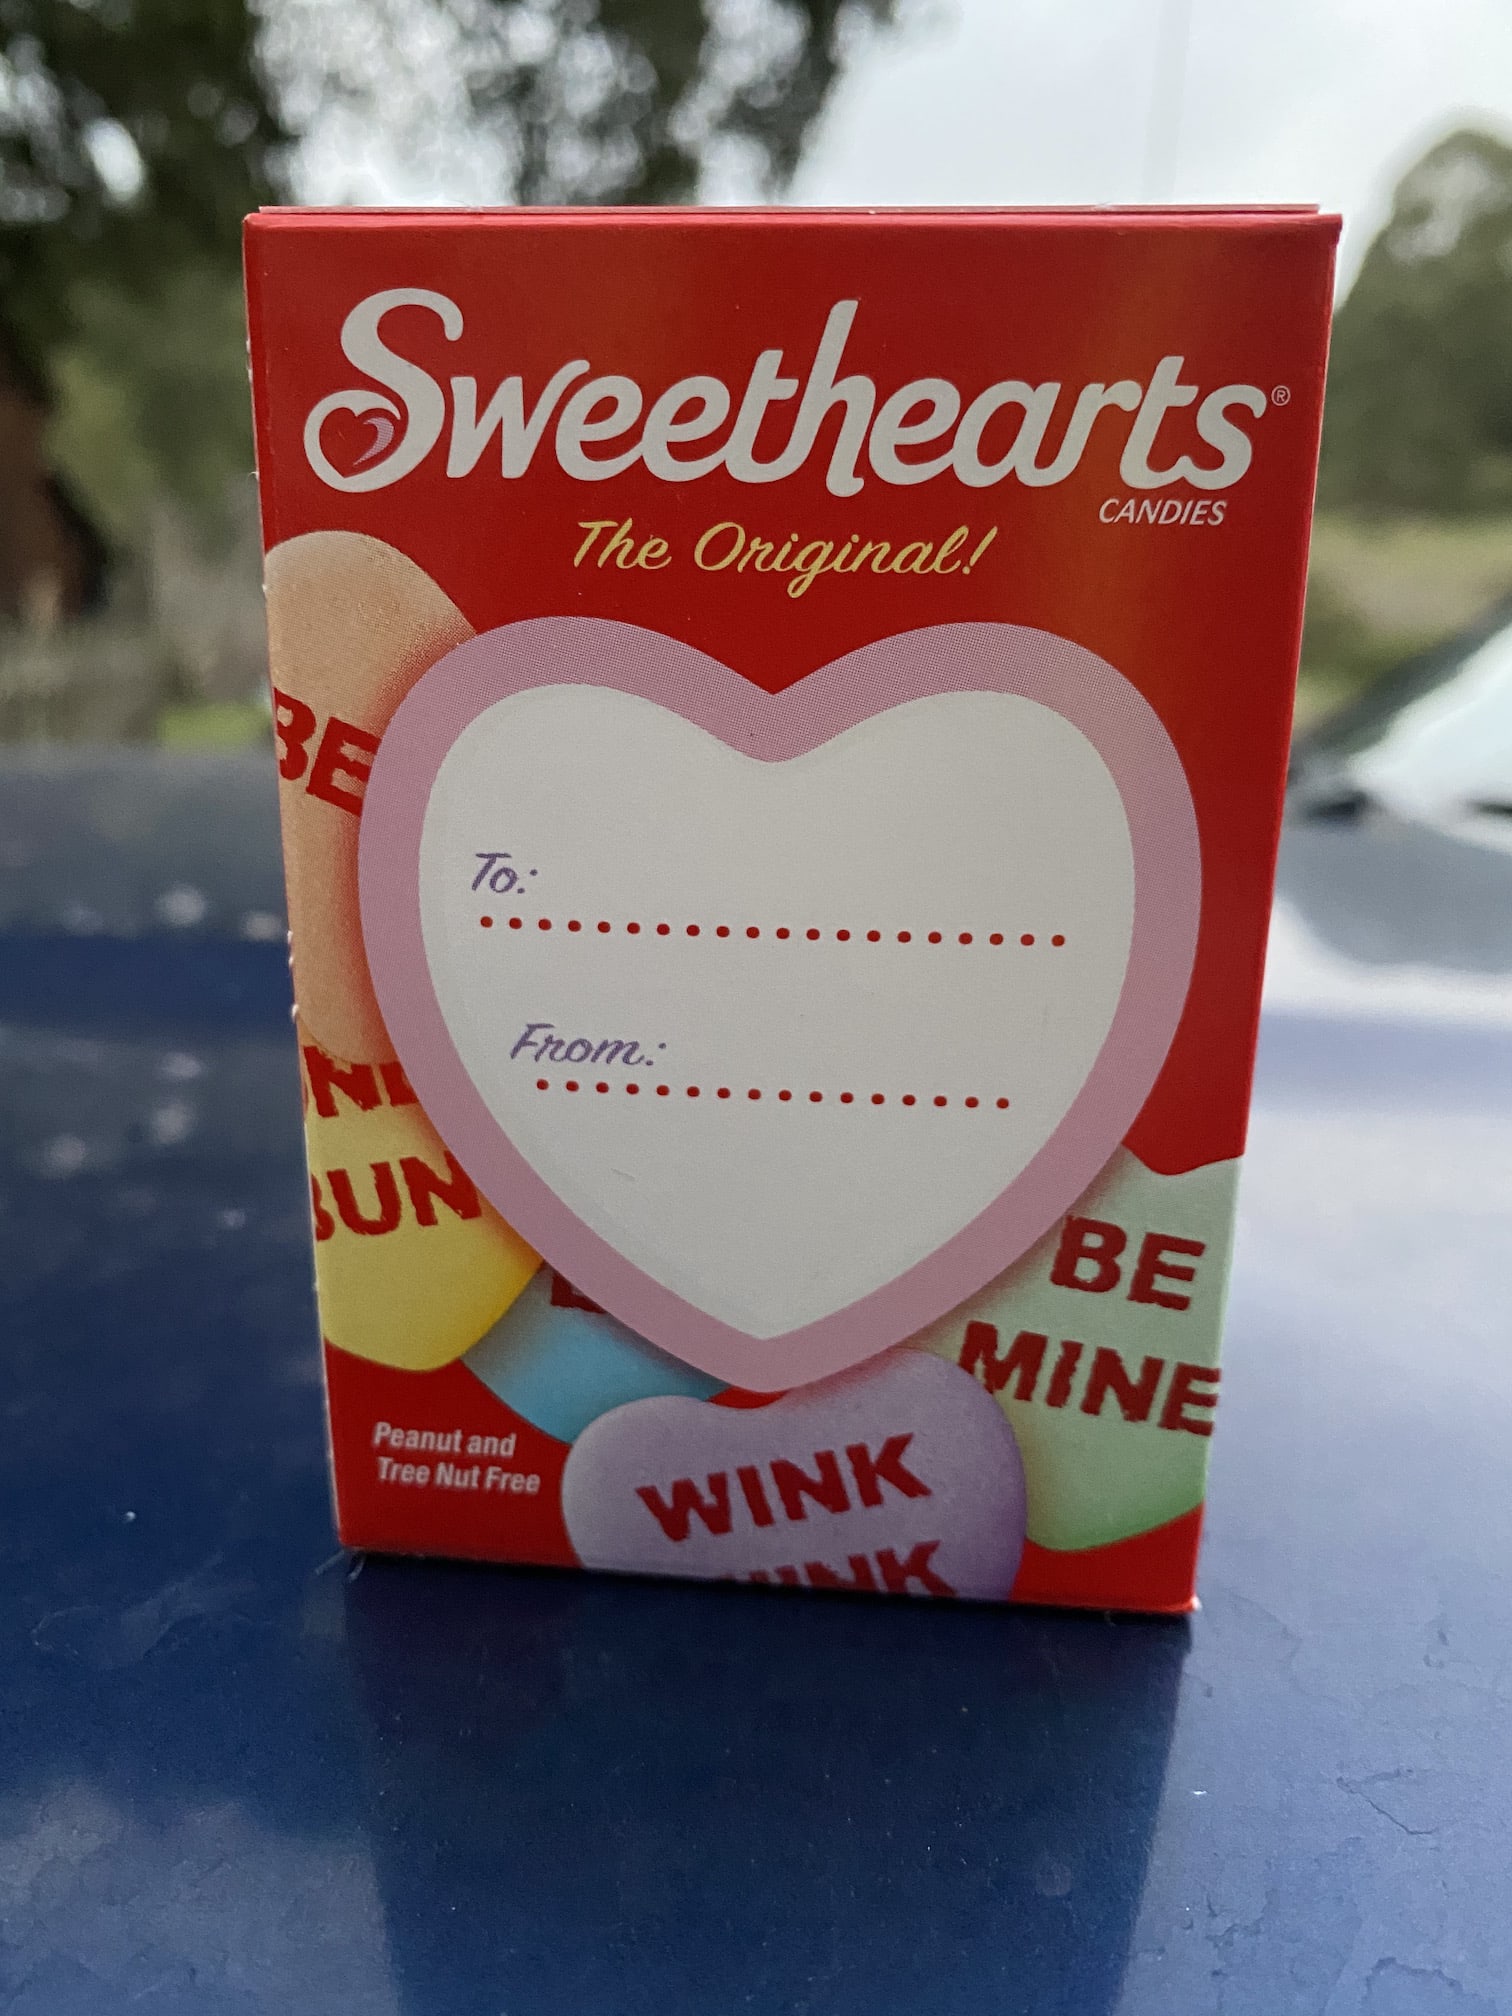 Sweethearts®
CANDIES
The Original!
BE
To:
From:
BUN
BE
MINE
Peanut and
Tree Nut Free
WINK